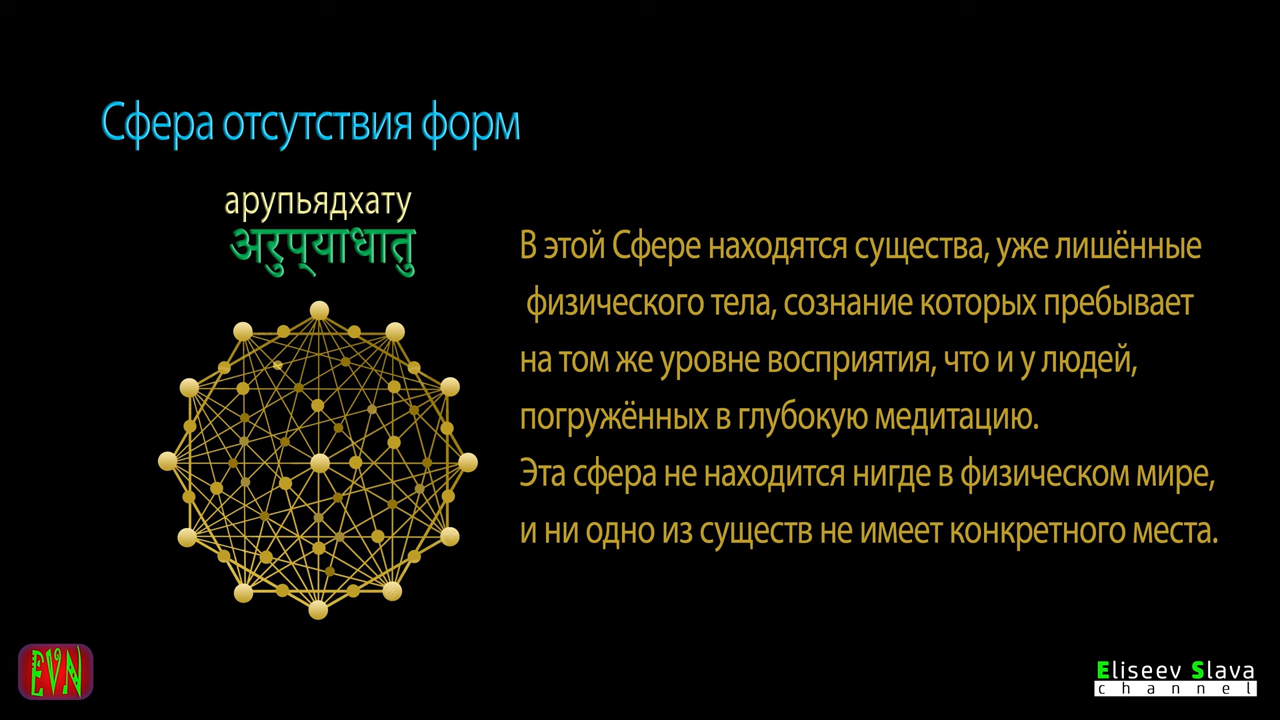 Сфера отсутствия форм
арупьядхату
अरुप्याधातु
В этой Сфере находятся существа, уже лишённые
физического тела, сознание которых пребывает
на том же уровне восприятия, что и у людей,
погружённых в глубокую медитацию.
Эта сфера не находится нигде в физическом мире,
и ни одно из существ не имеет конкретного места.
EVN
Eliseev Slava
channel